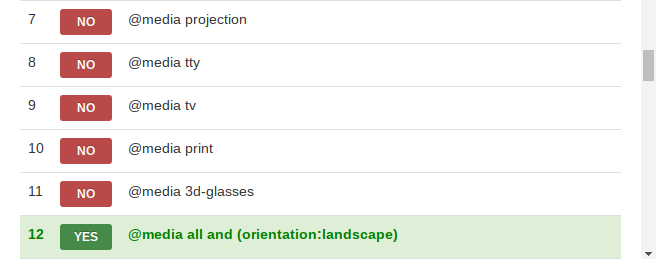 7 NO @media projection
8 NO @media tty
9 NO @media tv
10 NO @media print
11 NO @media 3d-glasses
12 YES @media all and (orientation:landscape)